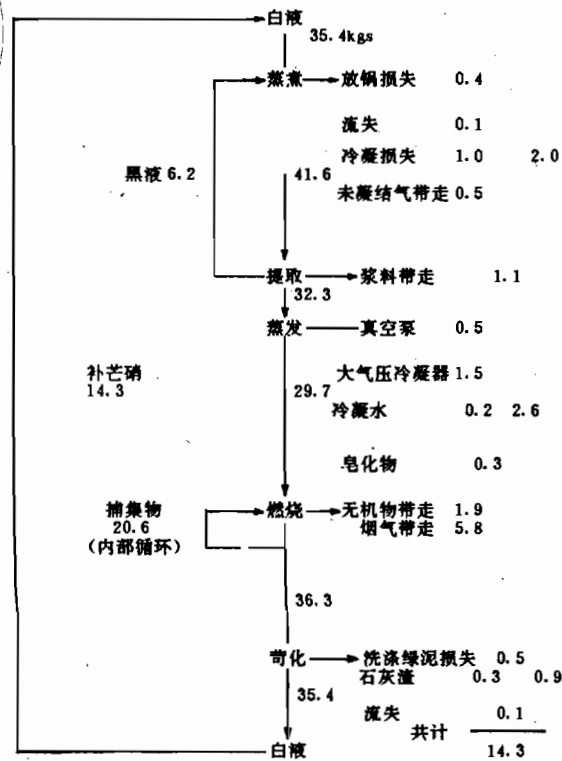 白液
35.4kgs
蒸煮 放锅损失 0.4
流失 0.1
冷凝损失 1.0 2.0
黑液 6.2 41.6
未凝结气带走 0.5
提取 浆料带走 1.1
32.3
蒸发 真空泵 0.5
补芒硝 大气压冷凝器 1.5
14.3 29.7
冷凝水 0.2 2.6
皂化物 0.3
捕集物 燃烧 无机物带走 1.9
20.6 烟气带走 5.8
（内部循环）
36.3
苛化 洗涤绿泥损失 0.5
石灰渣 0.3 0.9
35.4
流失 0.1
共计
白液 14.3